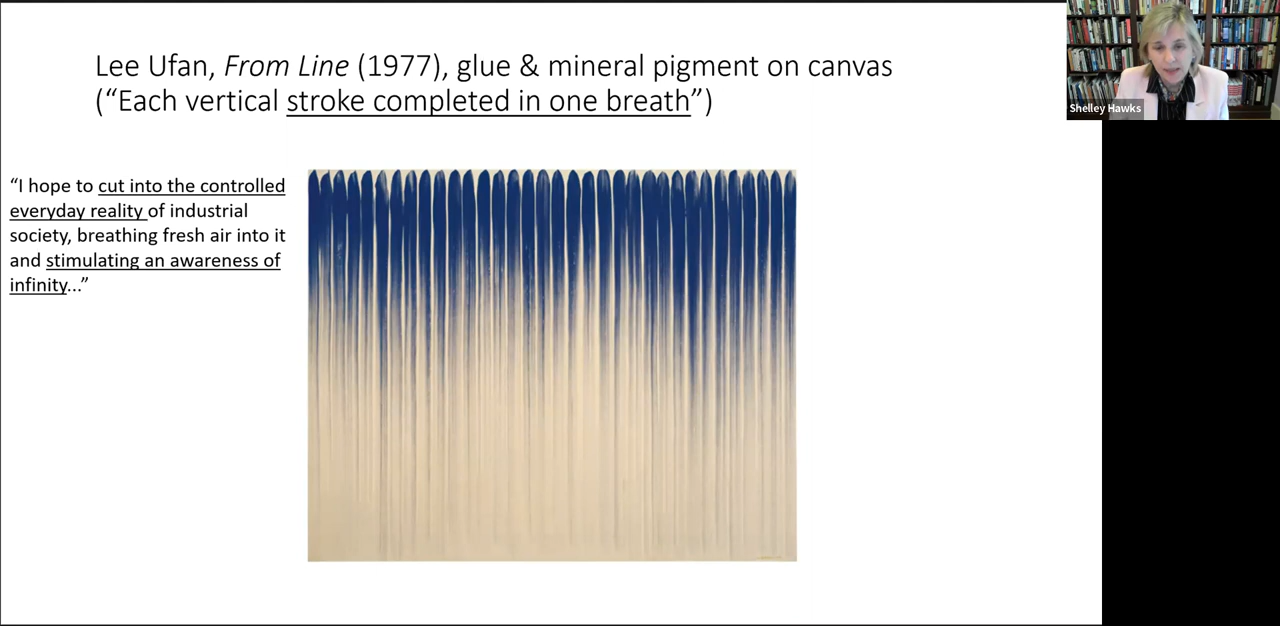 Lee Ufan, From Line (1977), glue & mineral pigment on canvas
(“Each vertical stroke completed in one breath”)
“I hope to cut into the controlled
everyday reality of industrial
society, breathing fresh air into it
and stimulating an awareness of
infinity...”
Shelley Hawks